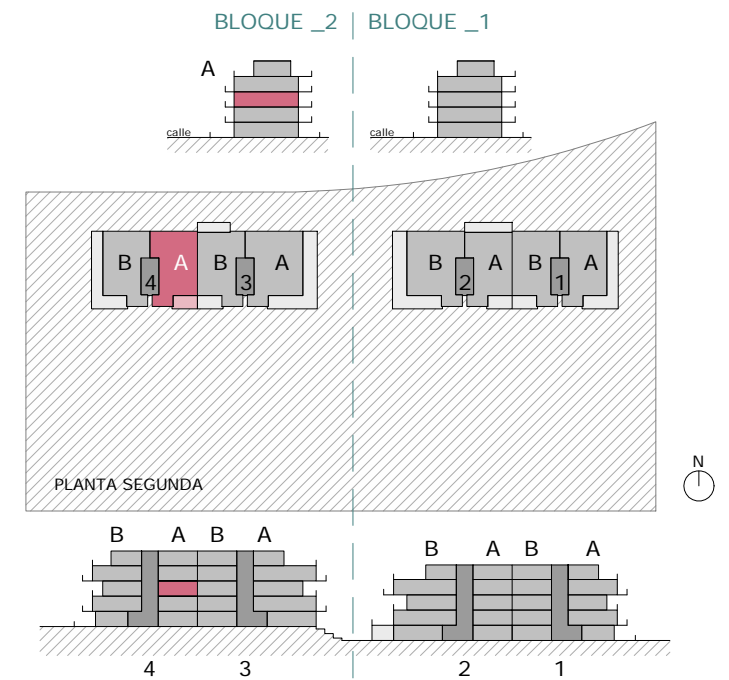 BLOQUE _2 BLOQUE _1
A
calle calle
B A B A B A B A
4 3 2 1
N
PLANTA SEGUNDA
B A B A B A B A
4 3 2 1